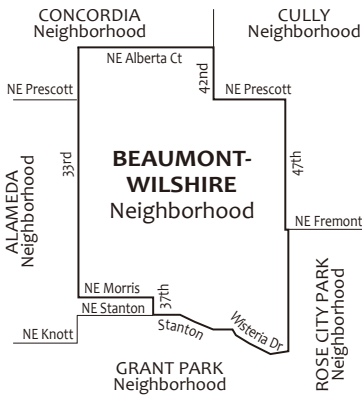 CONCORDIA
Neighborhood
CULLY
Neighborhood
NE Alberta Ct
42nd
NE Prescott
NE Prescott
33rd
47th
BEAUMONT-
WILSHIRE
Neighborhood
ALAMEDA
Neighborhood
NE Fremont
NE Morris
37th
NE Stanton
Stanton
Wisteria Dr
NE Knott
ROSE CITY PARK
Neighborhood
GRANT PARK
Neighborhood